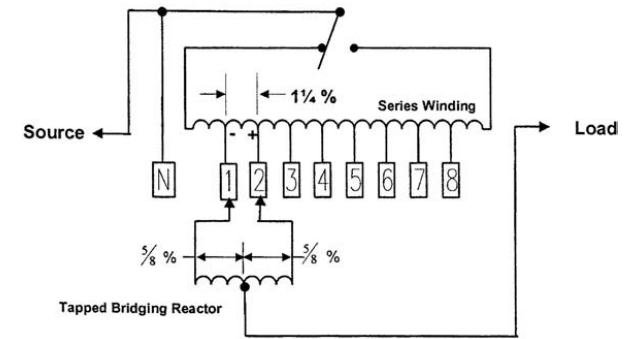 1¼ %
Series Winding
Source
Load
- +
N 1 2 3 4 5 6 7 8
⅝ % ⅝ %
Tapped Bridging Reactor